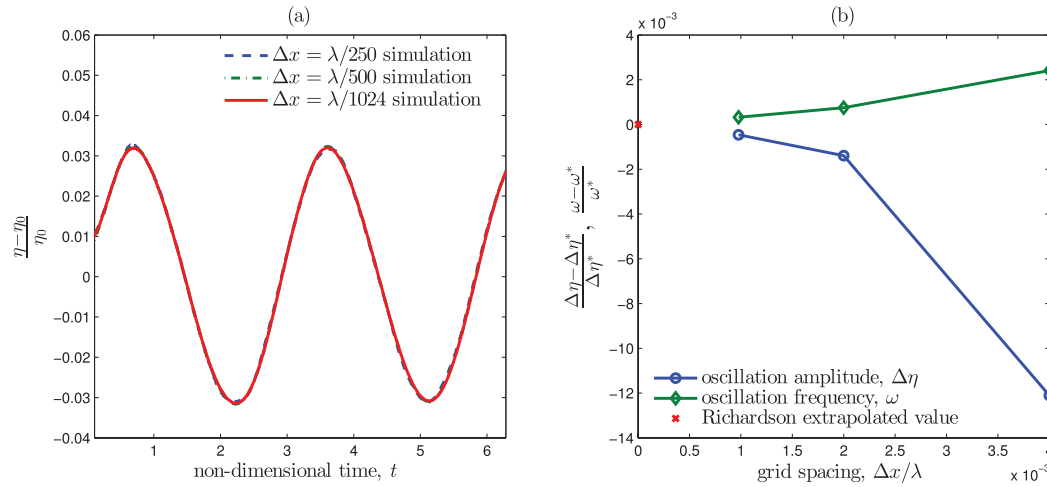 (a)
0.06
0.05
0.04
0.03
0.02
0.01
0
−0.01
−0.02
−0.03
−0.04
η−η₀
η₀
Δx = λ/250 simulation
Δx = λ/500 simulation
Δx = λ/1024 simulation
1 2 3 4 5 6
non-dimensional time, t
(b)
x 10⁻³
4
2
0
−2
−4
−6
−8
−10
−12
−14
Δη−Δη* , ω−ω*
Δη* ω*
oscillation amplitude, Δη
oscillation frequency, ω
Richardson extrapolated value
0 0.5 1 1.5 2 2.5 3 3.5 4
grid spacing, Δx/λ
x 10⁻³